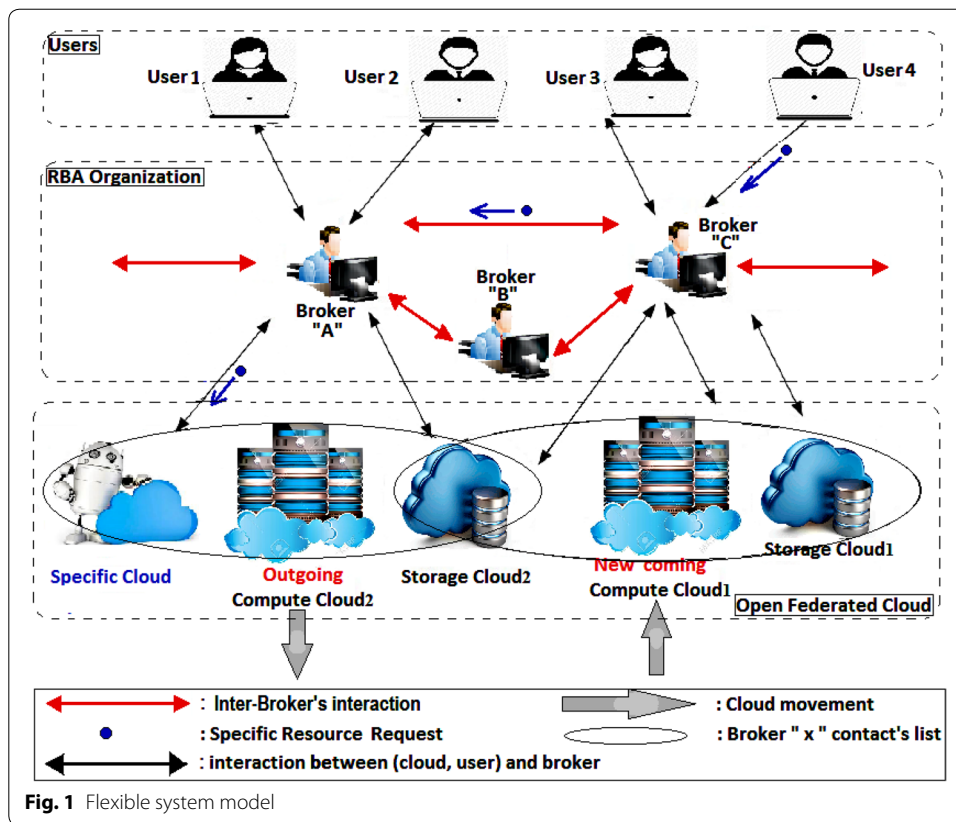 Users
User 1
User 2
User 3
User 4
RBA Organization
Broker
"A"
Broker
"B"
Broker
"C"
Specific Cloud
Outgoing
Compute Cloud2
Storage Cloud2
New coming
Compute Cloud1
Storage Cloud1
Open Federated Cloud
: Inter-Broker's interaction
: Cloud movement
: Specific Resource Request
: Broker " x " contact's list
: interaction between (cloud, user) and broker
Fig. 1 Flexible system model